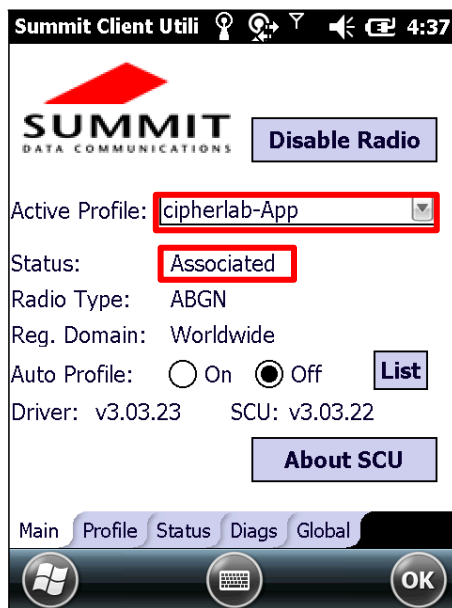 Summit Client Utili 4:37
SUMMIT
DATA COMMUNICATIONS
Disable Radio
Active Profile: cipherlab-App
Status: Associated
Radio Type: ABGN
Reg. Domain: Worldwide
Auto Profile: On Off List
Driver: v3.03.23 SCU: v3.03.22
About SCU
Main Profile Status Diags Global
OK